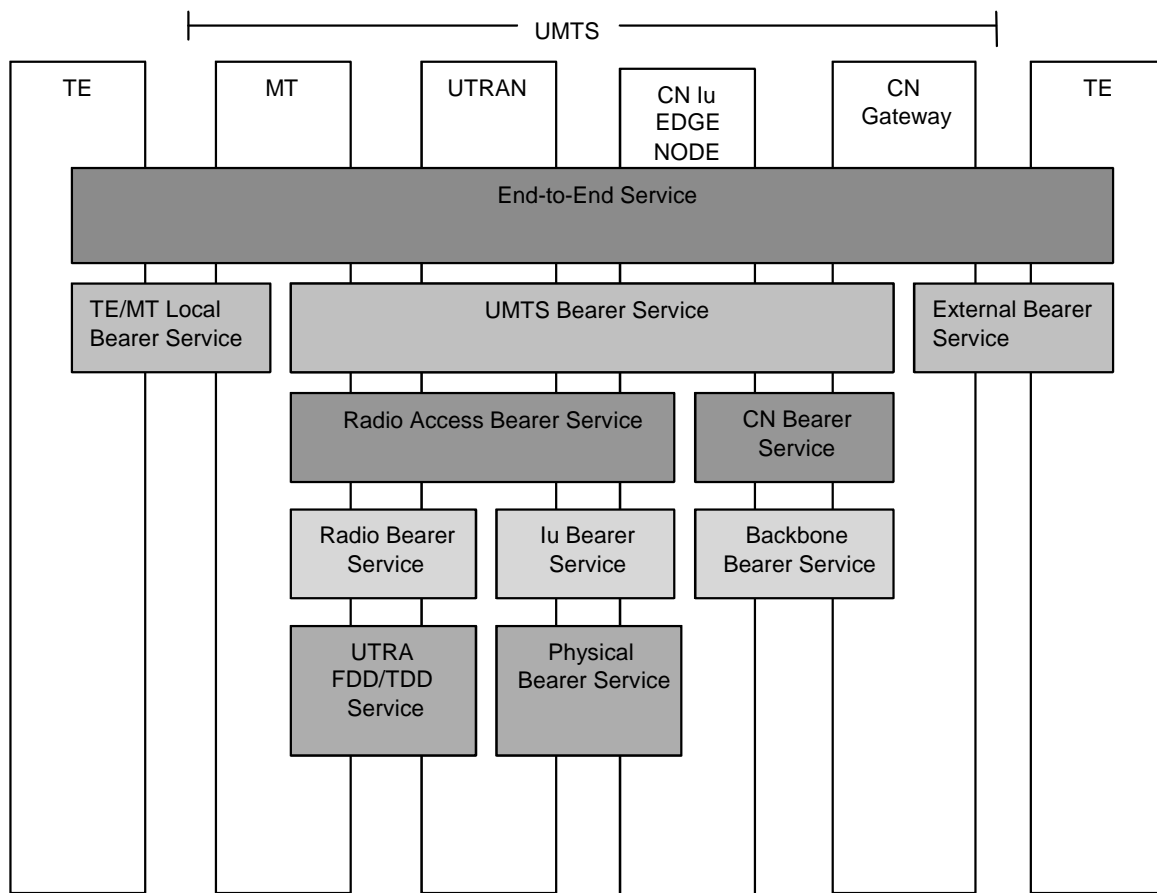 UMTS
TE
MT
UTRAN
CN Iu
EDGE
NODE
CN
Gateway
TE
End-to-End Service
TE/MT Local
Bearer Service
UMTS Bearer Service
External Bearer
Service
Radio Access Bearer Service
CN Bearer
Service
Radio Bearer
Service
Iu Bearer
Service
Backbone
Bearer Service
UTRA
FDD/TDD
Service
Physical
Bearer Service